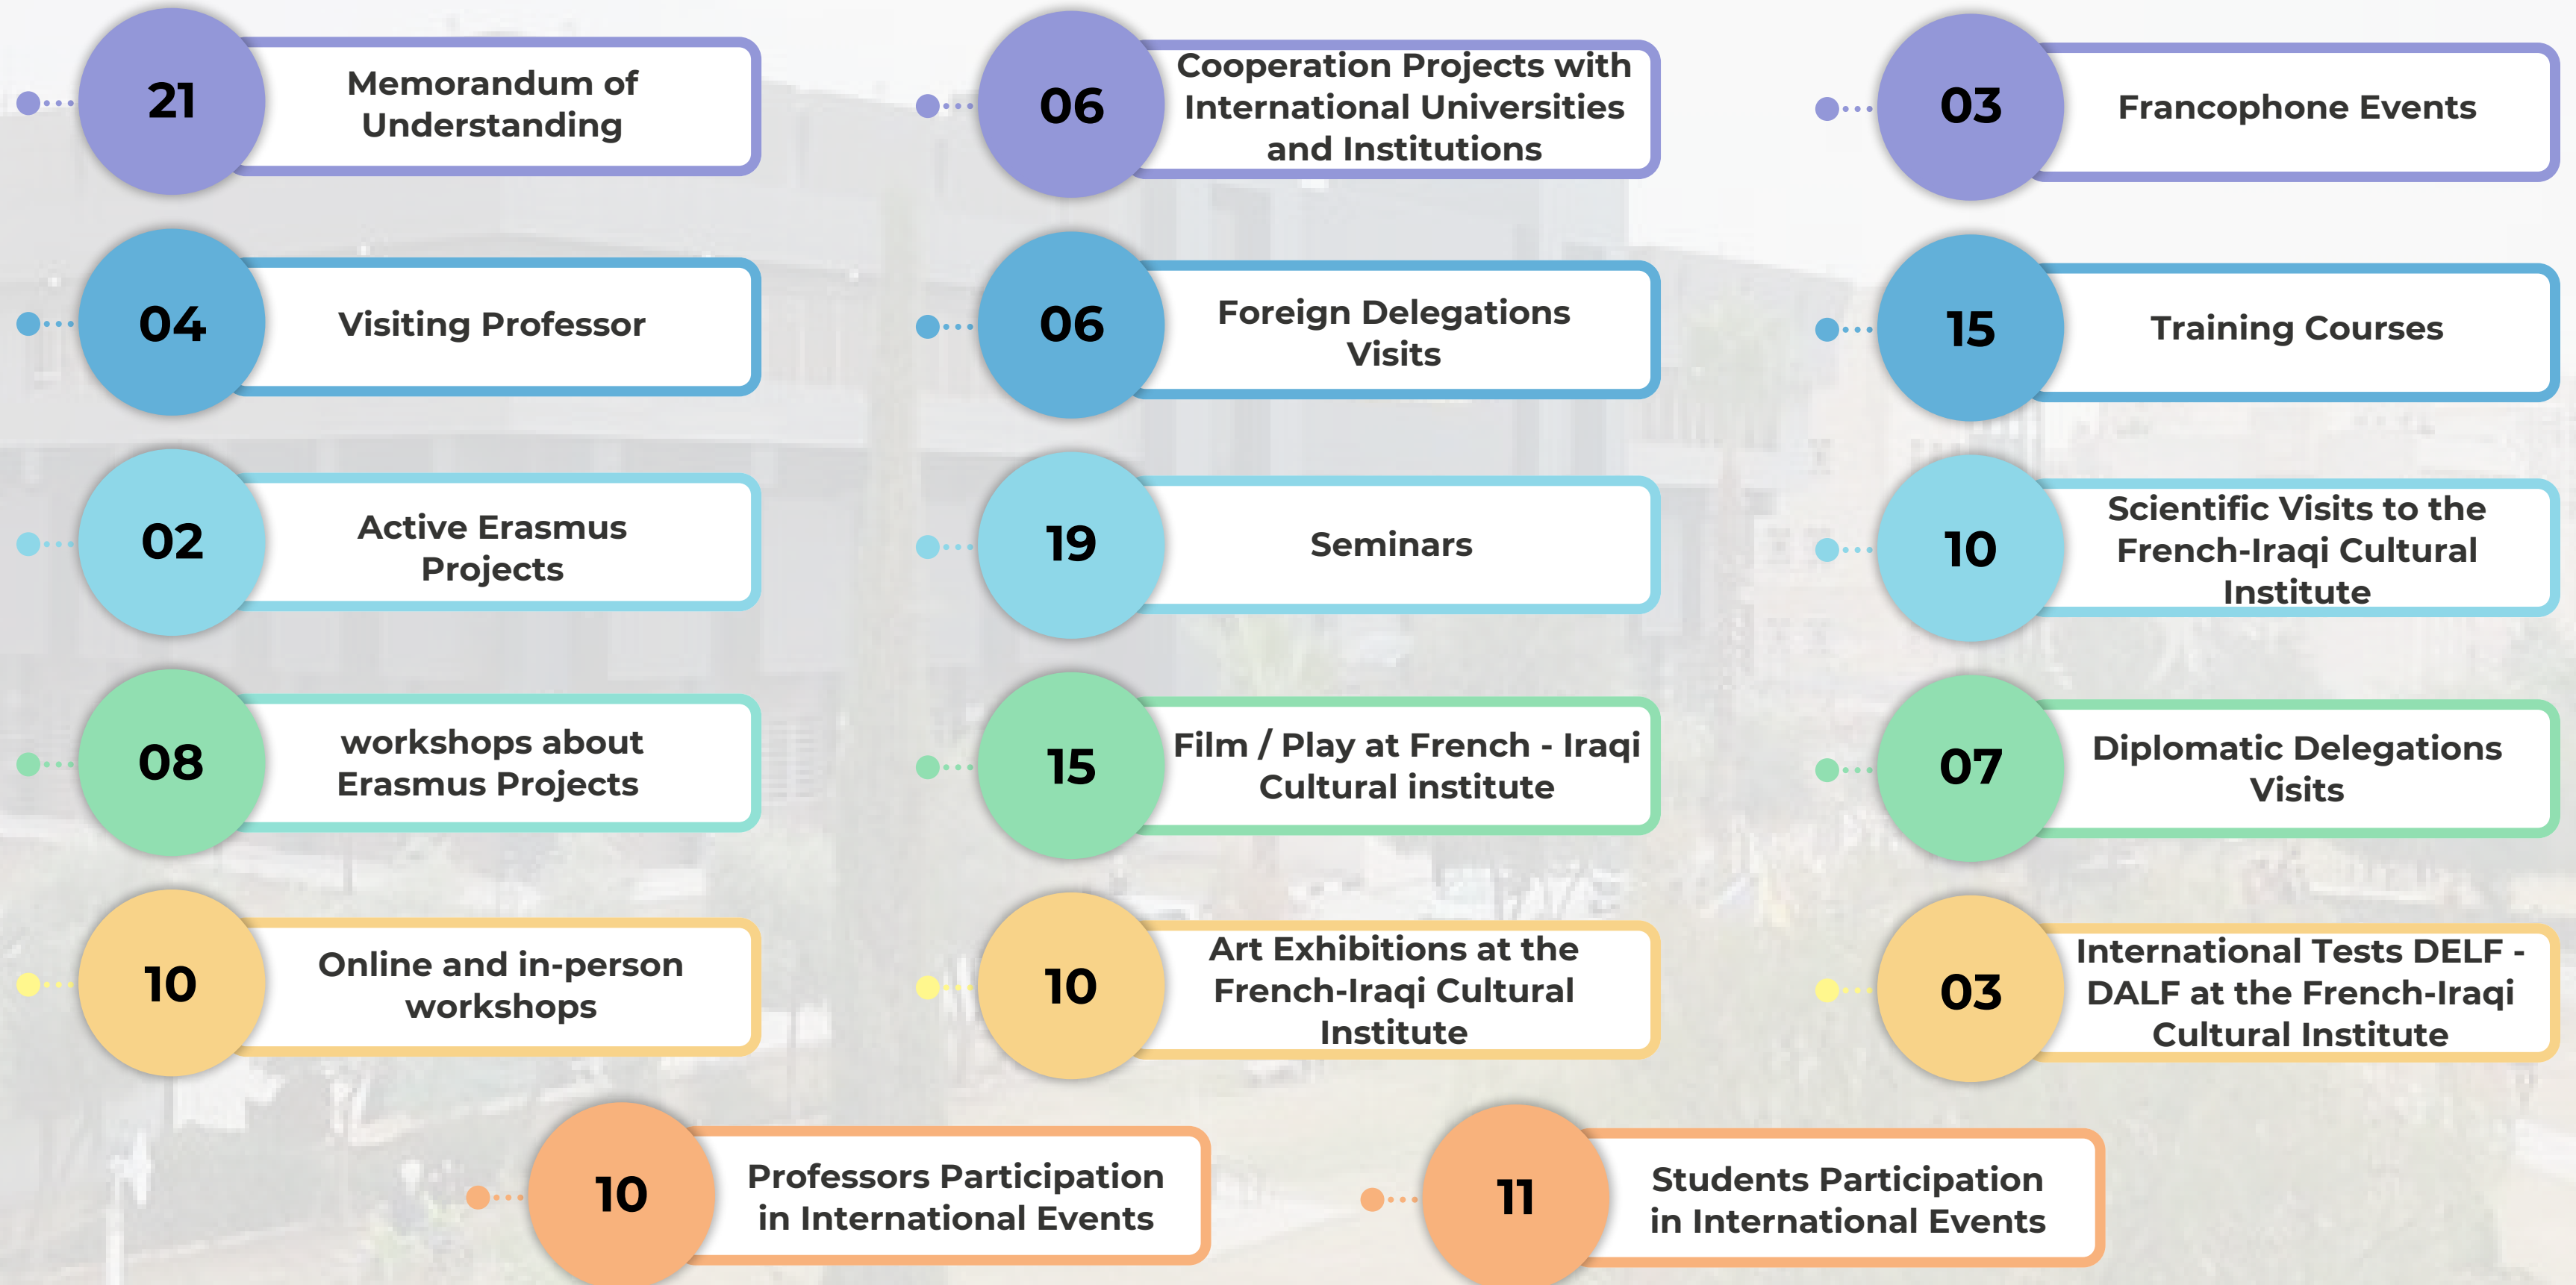 21
Memorandum of
Understanding
06
Cooperation Projects with
International Universities
and Institutions
03
Francophone Events
04
Visiting Professor
06
Foreign Delegations
Visits
15
Training Courses
02
Active Erasmus
Projects
19
Seminars
10
Scientific Visits to the
French-Iraqi Cultural
Institute
08
workshops about
Erasmus Projects
15
Film / Play at French - Iraqi
Cultural institute
07
Diplomatic Delegations
Visits
10
Online and in-person
workshops
10
Art Exhibitions at the
French-Iraqi Cultural
Institute
03
International Tests DELF -
DALF at the French-Iraqi
Cultural Institute
10
Professors Participation
in International Events
11
Students Participation
in International Events